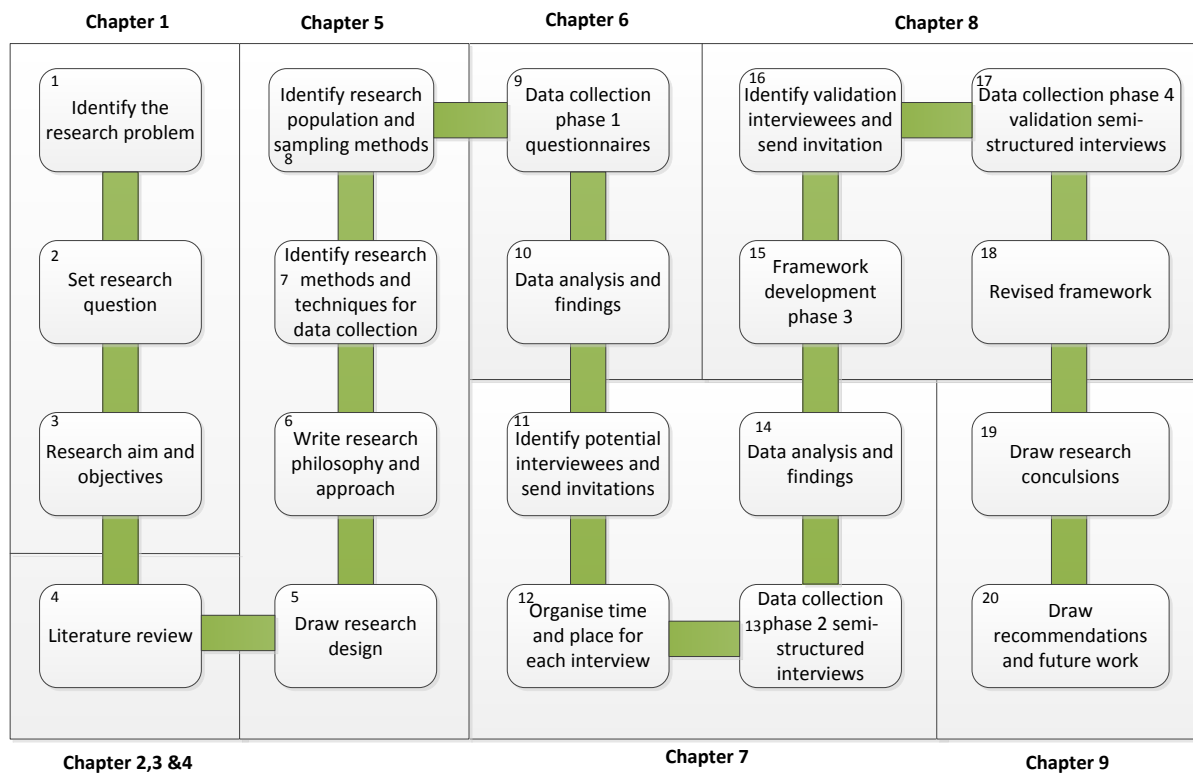 Chapter 1
Chapter 5
Chapter 6
Chapter 8
1
Identify the
research problem
2
Set research
question
3
Research aim and
objectives
4
Literature review
5
Draw research
design
6
Write research
philosophy and
approach
Identify research
methods and
7
techniques for
data collection
Identify research
population and
sampling methods
8
9
Data collection
phase 1
questionnaires
10
Data analysis and
findings
11
Identify potential
interviewees and
send invitations
12
Organise time
and place for
each interview
Data collection
phase 2 semi-
13
structured
interviews
14
Data analysis and
findings
15
Framework
development
phase 3
16
Identify validation
interviewees and
send invitation
17
Data collection phase 4
validation semi-
structured interviews
18
Revised framework
19
Draw research
conculsions
20
Draw
recommendations
and future work
Chapter 2,3 &4
Chapter 7
Chapter 9